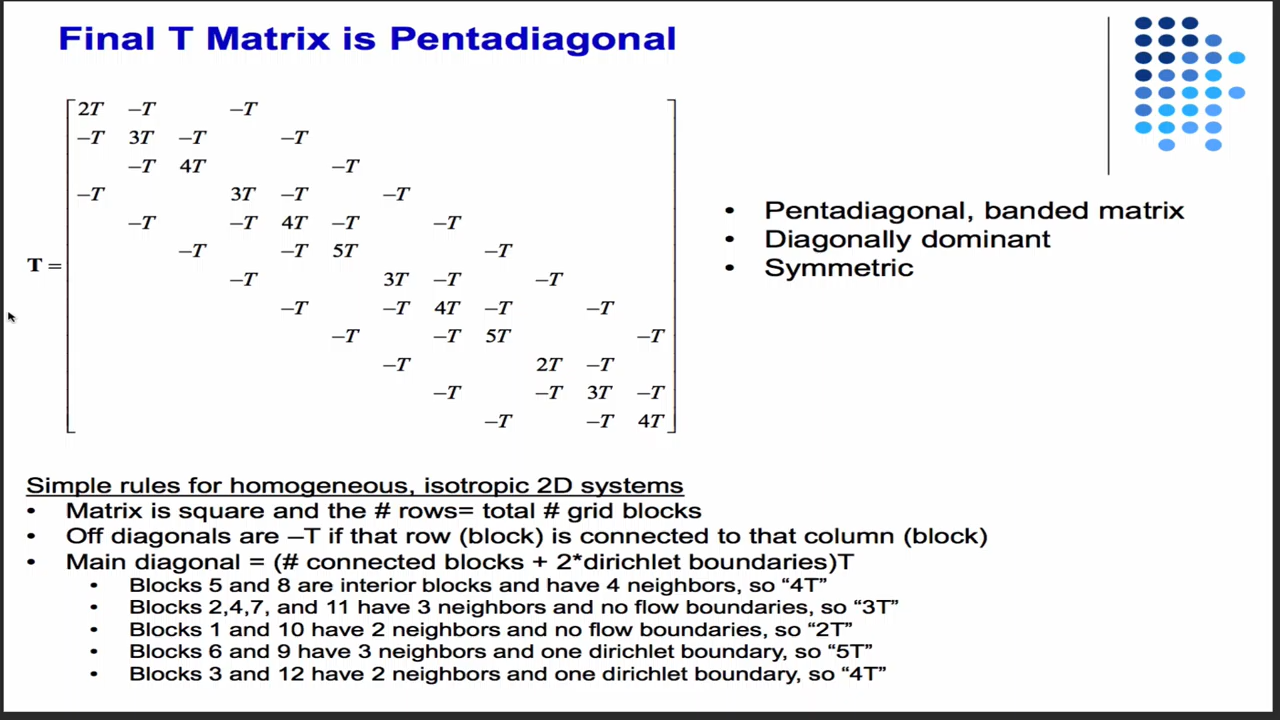 Final T Matrix is Pentadiagonal
2T –T –T
–T 3T –T –T
–T 4T –T
–T 3T –T –T
–T –T 4T –T –T
T = –T –T 5T –T
–T 3T –T –T
–T –T 4T –T –T
–T –T 5T –T
–T 2T –T
–T –T 3T –T
–T –T 4T
• Pentadiagonal, banded matrix
• Diagonally dominant
• Symmetric
Simple rules for homogeneous, isotropic 2D systems
• Matrix is square and the # rows= total # grid blocks
• Off diagonals are –T if that row (block) is connected to that column (block)
• Main diagonal = (# connected blocks + 2*dirichlet boundaries)T
• Blocks 5 and 8 are interior blocks and have 4 neighbors, so “4T”
• Blocks 2,4,7, and 11 have 3 neighbors and no flow boundaries, so “3T”
• Blocks 1 and 10 have 2 neighbors and no flow boundaries, so “2T”
• Blocks 6 and 9 have 3 neighbors and one dirichlet boundary, so “5T”
• Blocks 3 and 12 have 2 neighbors and one dirichlet boundary, so “4T”